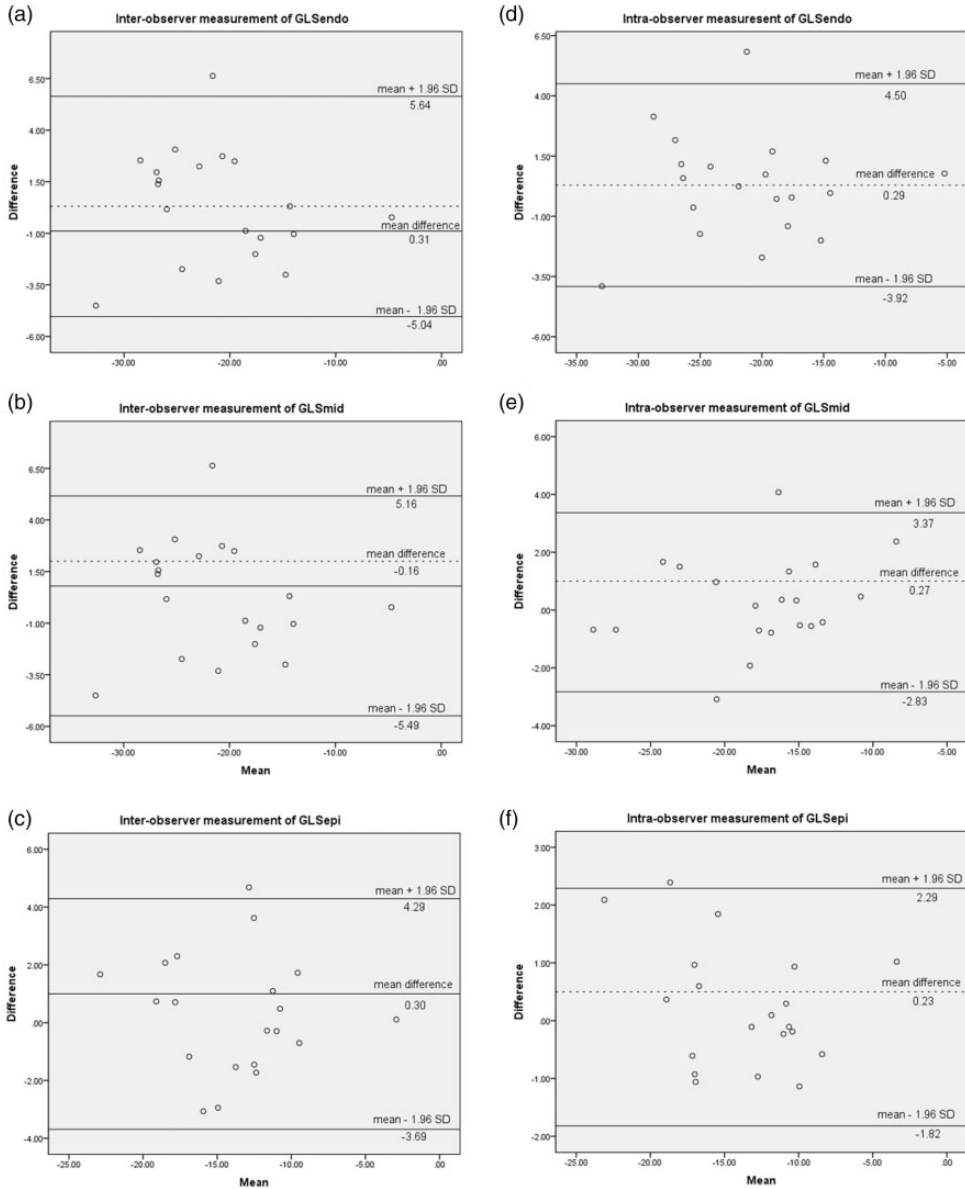 (a)
Inter-observer measurement of GLSendo
6.50
4.00
1.50
-1.00
-3.50
-6.00
Difference
mean + 1.96 SD
5.64
mean difference
0.31
mean - 1.96 SD
-5.04
-30.00
-20.00
-10.00
.00
(b)
Inter-observer measurement of GLSmid
6.50
4.00
1.50
-1.00
-3.50
-6.00
Difference
mean + 1.96 SD
5.16
mean difference
-0.16
mean - 1.96 SD
-5.49
-30.00
-20.00
-10.00
.00
Mean
(c)
Inter-observer measurement of GLSepi
6.00
4.00
2.00
.00
-2.00
-4.00
Difference
mean + 1.96 SD
4.29
mean difference
0.30
mean - 1.96 SD
-3.69
-25.00
-20.00
-15.00
-10.00
-5.00
.00
Mean
(d)
Intra-observer measuresent of GLSendo
6.50
4.00
1.50
-1.00
-3.50
-6.00
Difference
mean + 1.96 SD
4.50
mean difference
0.29
mean - 1.96 SD
-3.92
-35.00
-30.00
-25.00
-20.00
-15.00
-10.00
-5.00
(e)
Intra-observer measurement of GLSmid
6.00
4.00
2.00
.00
-2.00
-4.00
Difference
mean + 1.96 SD
3.37
mean difference
0.27
mean - 1.96 SD
-2.83
-30.00
-25.00
-20.00
-15.00
-10.00
-5.00
Mean
(f)
Intra-observer measurement of GLSepi
3.00
2.00
1.00
.00
-1.00
-2.00
Difference
mean + 1.96 SD
2.29
mean difference
0.23
mean - 1.96 SD
-1.82
-25.00
-20.00
-15.00
-10.00
-5.00
.00
Mean